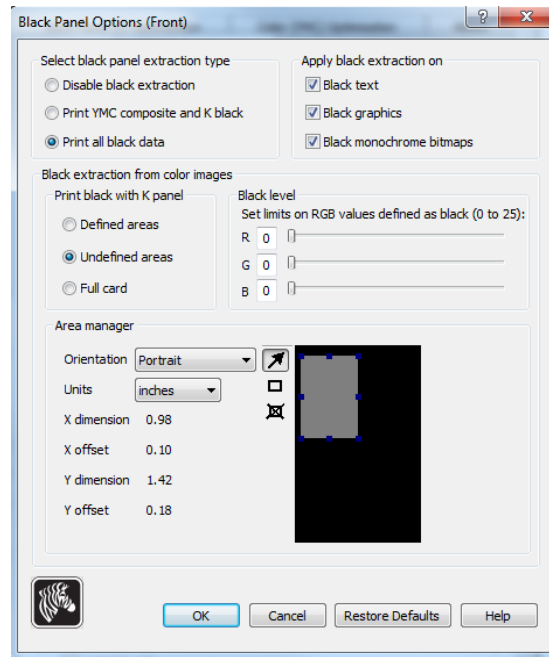 Black Panel Options (Front)
Select black panel extraction type
Disable black extraction
Print YMC composite and K black
Print all black data
Apply black extraction on
Black text
Black graphics
Black monochrome bitmaps
Black extraction from color images
Print black with K panel
Defined areas
Undefined areas
Full card
Black level
Set limits on RGB values defined as black (0 to 25):
R 0
G 0
B 0
Area manager
Orientation Portrait
Units inches
X dimension 0.98
X offset 0.10
Y dimension 1.42
Y offset 0.18
OK Cancel Restore Defaults Help